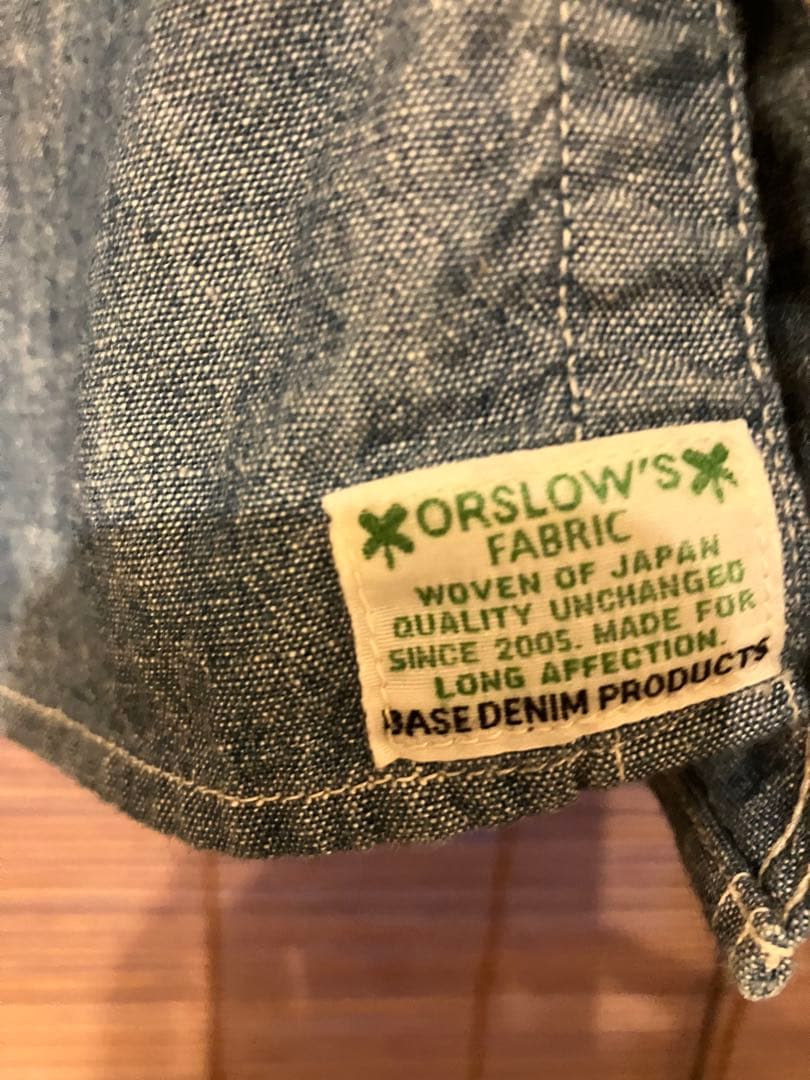 ORSLOW'S
FABRIC
WOVEN OF JAPAN
QUALITY UNCHANGED
SINCE 2005. MADE FOR
LONG AFFECTION.
BASE DENIM PRODUCTS